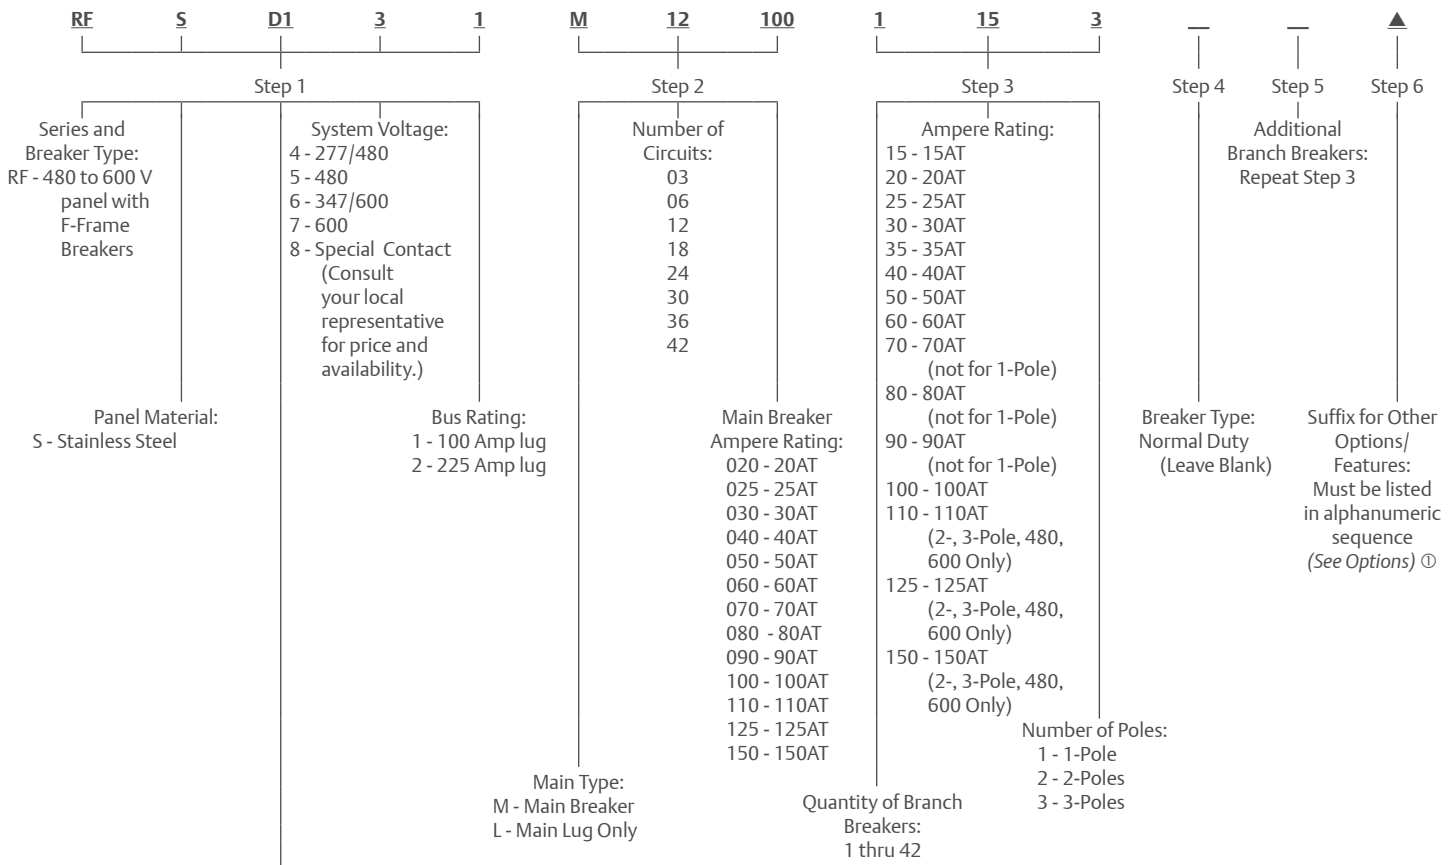 RF S D1 3 1 M 12 100 1 15 3 _ _ ▲
Step 1 Step 2 Step 3 Step 4 Step 5 Step 6
Series and
Breaker Type:
RF - 480 to 600 V
panel with
F-Frame
Breakers
Panel Material:
S - Stainless Steel
System Voltage:
4 - 277/480
5 - 480
6 - 347/600
7 - 600
8 - Special Contact
(Consult
your local
representative
for price and
availability.)
Bus Rating:
1 - 100 Amp lug
2 - 225 Amp lug
Main Type:
M - Main Breaker
L - Main Lug Only
Number of
Circuits:
03
06
12
18
24
30
36
42
Main Breaker
Ampere Rating:
020 - 20AT
025 - 25AT
030 - 30AT
040 - 40AT
050 - 50AT
060 - 60AT
070 - 70AT
080 - 80AT
090 - 90AT
100 - 100AT
110 - 110AT
125 - 125AT
150 - 150AT
Quantity of Branch
Breakers:
1 thru 42
Ampere Rating:
15 - 15AT
20 - 20AT
25 - 25AT
30 - 30AT
35 - 35AT
40 - 40AT
50 - 50AT
60 - 60AT
70 - 70AT
(not for 1-Pole)
80 - 80AT
(not for 1-Pole)
90 - 90AT
(not for 1-Pole)
100 - 100AT
110 - 110AT
(2-, 3-Pole, 480,
600 Only)
125 - 125AT
(2-, 3-Pole, 480,
600 Only)
150 - 150AT
(2-, 3-Pole, 480,
600 Only)
Number of Poles:
1 - 1-Pole
2 - 2-Poles
3 - 3-Poles
Breaker Type:
Normal Duty
(Leave Blank)
Additional
Branch Breakers:
Repeat Step 3
Suffix for Other
Options/
Features:
Must be listed
in alphanumeric
sequence
(See Options) ①